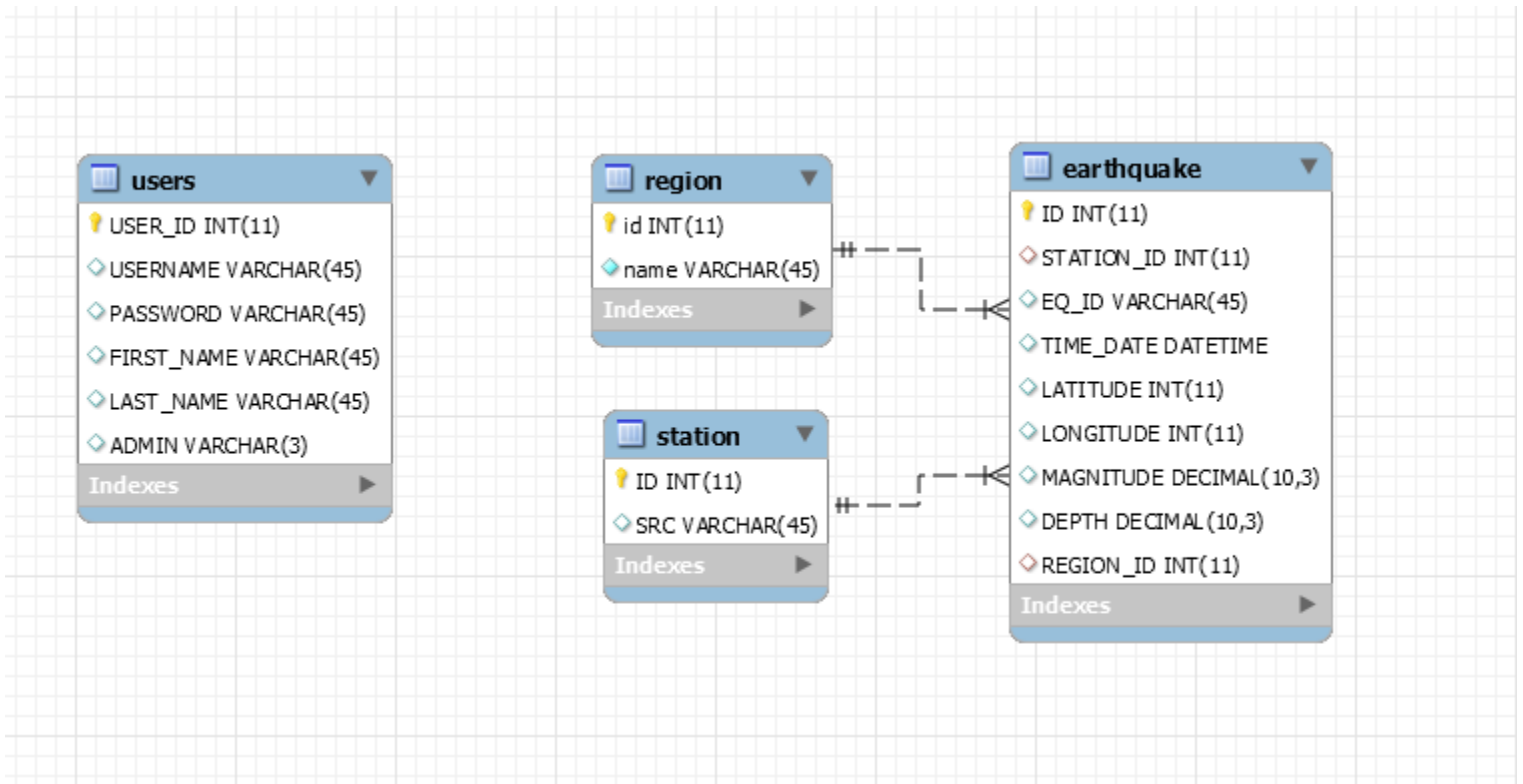 users
USER_ID INT(11)
USERNAME VARCHAR(45)
PASSWORD VARCHAR(45)
FIRST_NAME VARCHAR(45)
LAST_NAME VARCHAR(45)
ADMIN VARCHAR(3)
Indexes
region
id INT(11)
name VARCHAR(45)
Indexes
station
ID INT(11)
SRC VARCHAR(45)
Indexes
earthquake
ID INT(11)
STATION_ID INT(11)
EQ_ID VARCHAR(45)
TIME_DATE DATETIME
LATITUDE INT(11)
LONGITUDE INT(11)
MAGNITUDE DECIMAL(10,3)
DEPTH DECIMAL(10,3)
REGION_ID INT(11)
Indexes